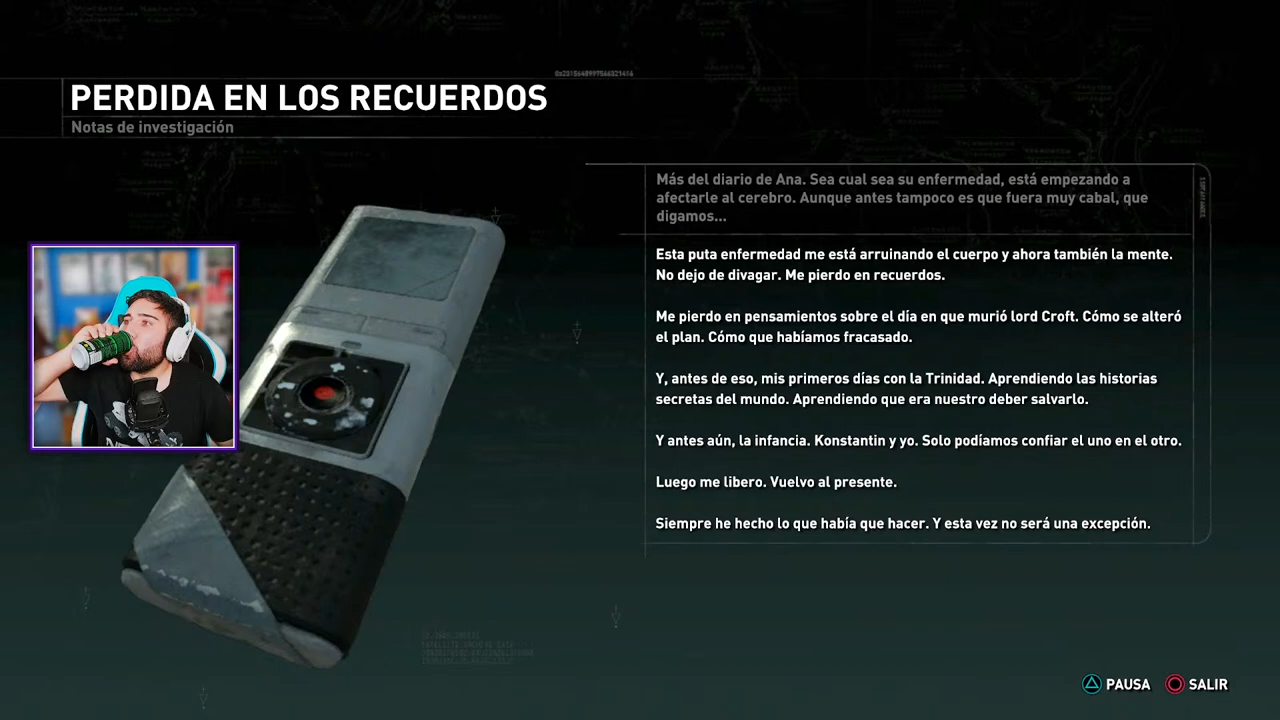 PERDIDA EN LOS RECUERDOS
Notas de investigación
Más del diario de Ana. Sea cual sea su enfermedad, está empezando a
afectarle al cerebro. Aunque antes tampoco es que fuera muy cabal, que
digamos...
Esta puta enfermedad me está arruinando el cuerpo y ahora también la mente.
No dejo de divagar. Me pierdo en recuerdos.
Me pierdo en pensamientos sobre el día en que murió lord Croft. Cómo se alteró
el plan. Cómo que habíamos fracasado.
Y, antes de eso, mis primeros días con la Trinidad. Aprendiendo las historias
secretas del mundo. Aprendiendo que era nuestro deber salvarlo.
Y antes aún, la infancia. Konstantin y yo. Solo podíamos confiar el uno en el otro.
Luego me libero. Vuelvo al presente.
Siempre he hecho lo que había que hacer. Y esta vez no será una excepción.
PAUSA SALIR